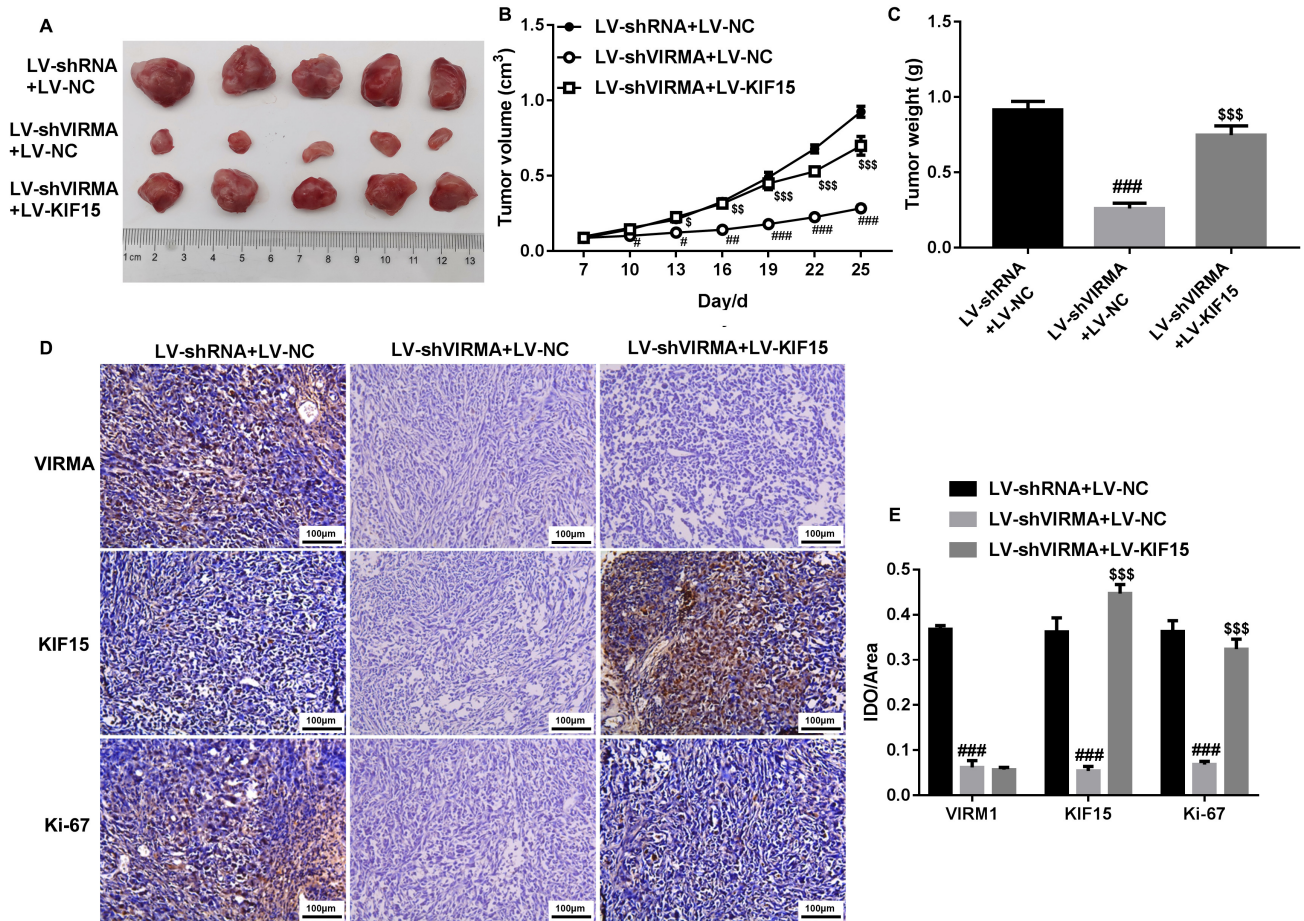 A
LV-shRNA
+LV-NC
LV-shVIRMA
+LV-NC
LV-shVIRMA
+LV-KIF15
1cm 2 3 4 5 6 7 8 9 10 11 12 13
B
LV-shRNA+LV-NC
LV-shVIRMA+LV-NC
LV-shVIRMA+LV-KIF15
Tumor volume (cm3)
1.5
1.0
0.5
0.0
$ $$ $$$ $$$ $$$
# # ## ### ### ###
7 10 13 16 19 22 25
Day/d
C
Tumor weight (g)
1.5
1.0
0.5
0.0
###
$$$
LV-shRNA
+LV-NC
LV-shVIRMA
+LV-NC
LV-shVIRMA
+LV-KIF15
D
LV-shRNA+LV-NC LV-shVIRMA+LV-NC LV-shVIRMA+LV-KIF15
VIRMA
100μm 100μm 100μm
KIF15
100μm 100μm 100μm
Ki-67
100μm 100μm 100μm
E
LV-shRNA+LV-NC
LV-shVIRMA+LV-NC
LV-shVIRMA+LV-KIF15
IDO/Area
0.5
0.4
0.3
0.2
0.1
0.0
### ### $$$ ### $$$
VIRM1 KIF15 Ki-67